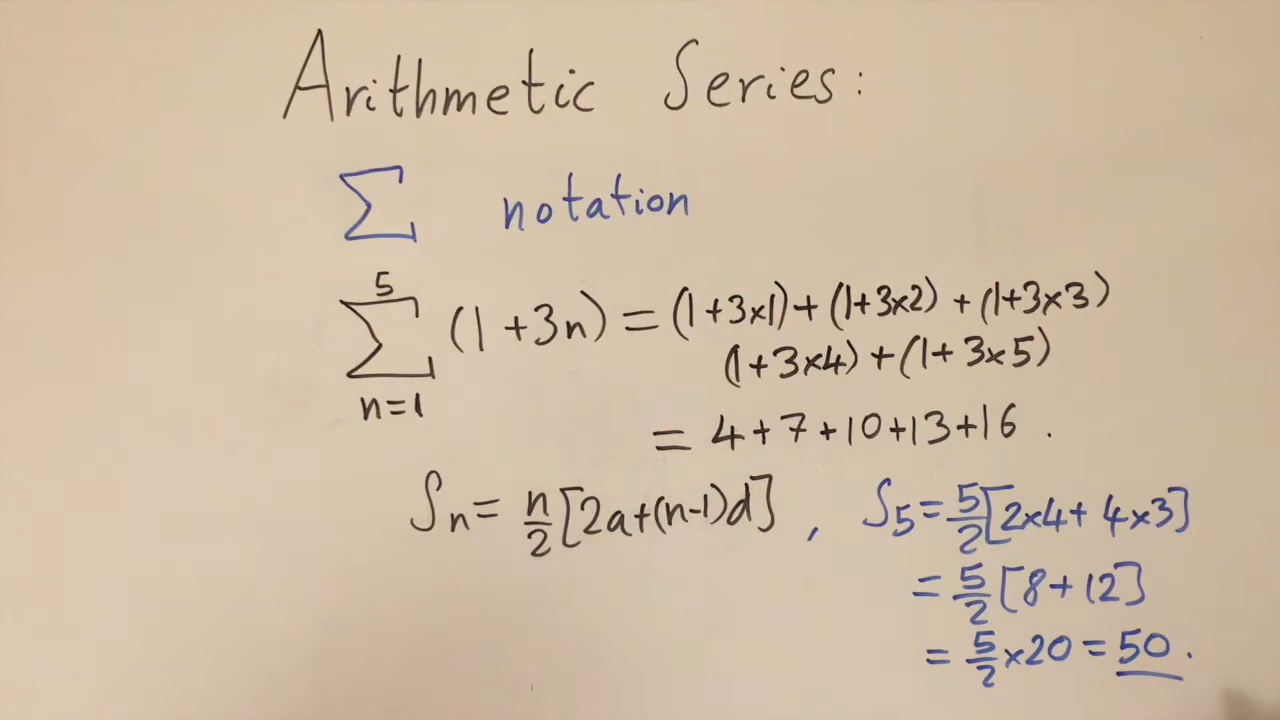 Arithmetic Series:
∑ notation
5
∑ (1+3n) = (1+3×1)+(1+3×2)+(1+3×3)
n=1
(1+3×4)+(1+3×5)
= 4+7+10+13+16 .
Sn= n/2 [2a+(n-1)d] , S5= 5/2 [2×4+ 4×3]
= 5/2 [8+12]
= 5/2 ×20 = 50 .